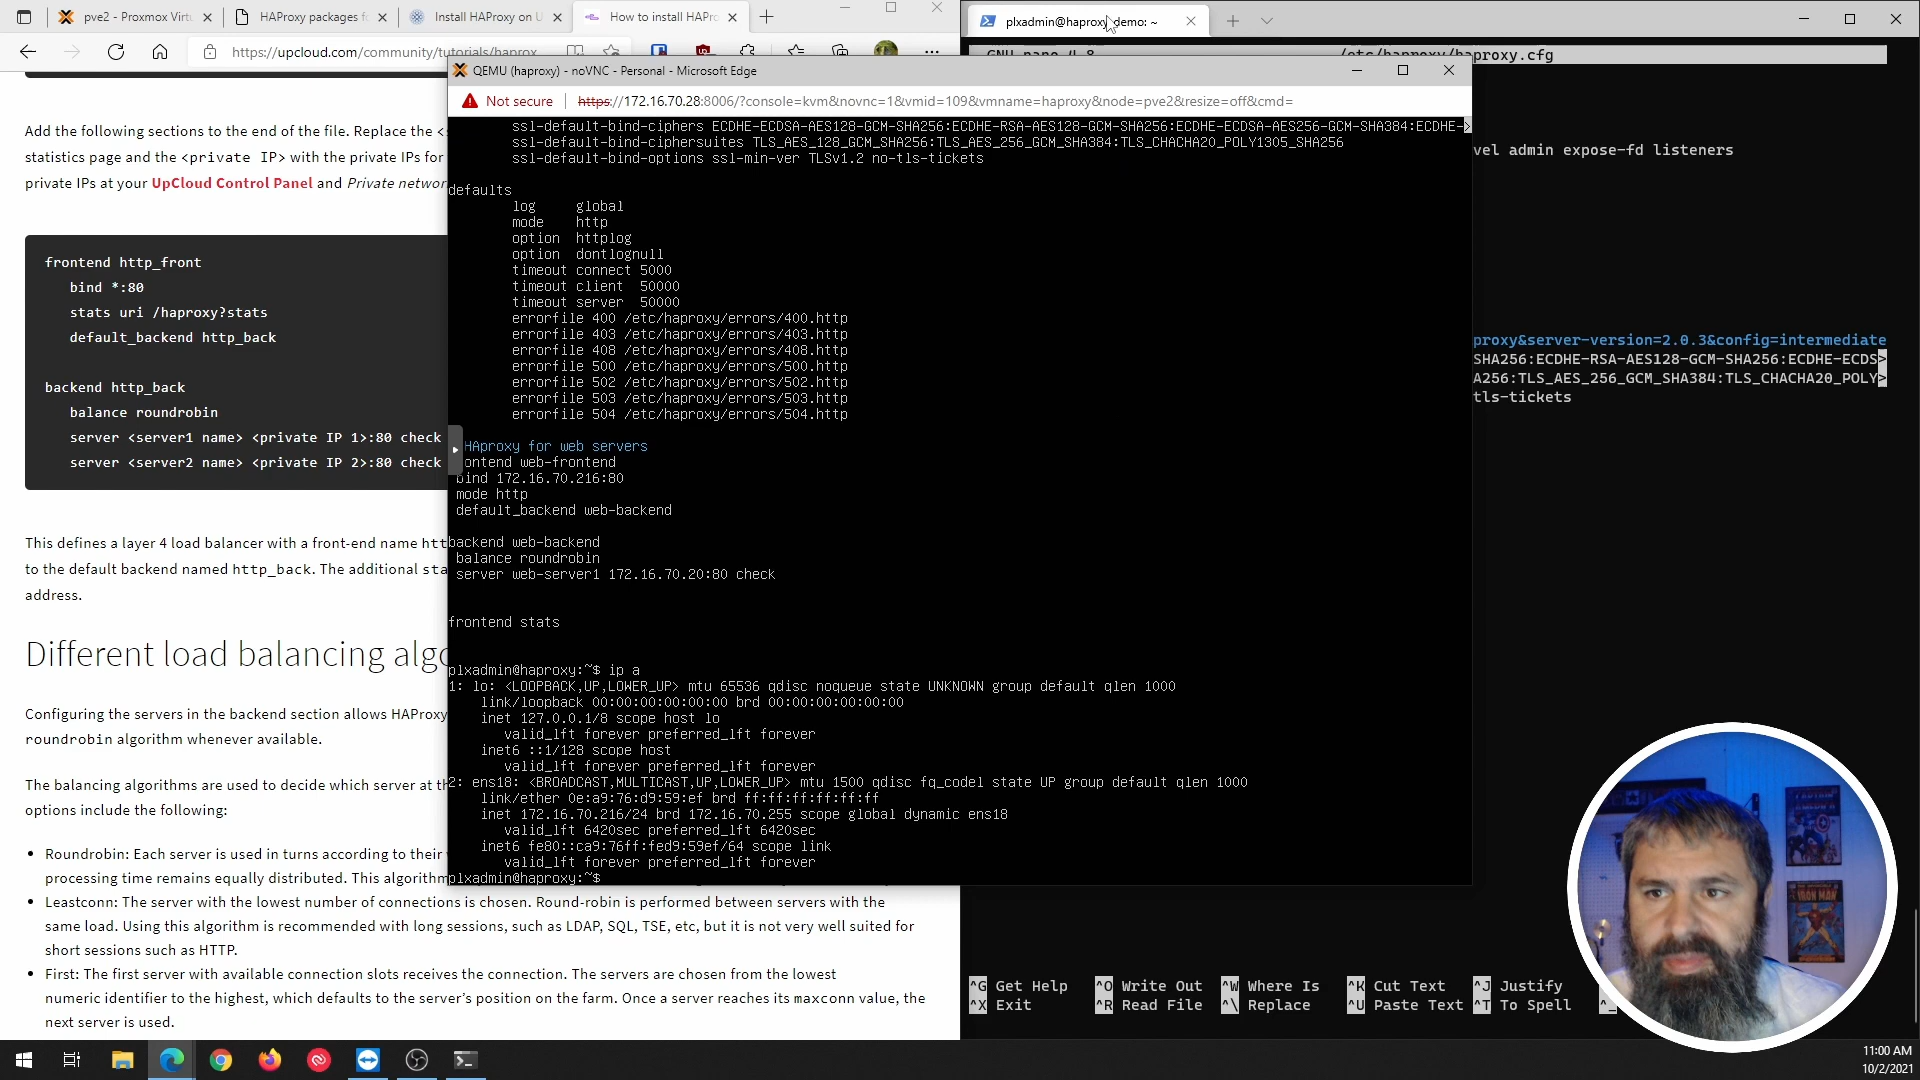 pve2 - Proxmox Virtu
HAProxy packages f
Install HAProxy on U
How to install HAPro
https://upcloud.com/community/tutorials/haprox
Add the following sections to the end of the file. Replace the <s
statistics page and the <private IP> with the private IPs for
private IPs at your UpCloud Control Panel and Private networ
frontend http_front
bind *:80
stats uri /haproxy?stats
default_backend http_back
backend http_back
balance roundrobin
server <server1 name> <private IP 1>:80 check
server <server2 name> <private IP 2>:80 check
This defines a layer 4 load balancer with a front-end name htt
to the default backend named http_back. The additional sta
address.
Different load balancing algo
Configuring the servers in the backend section allows HAProxy
roundrobin algorithm whenever available.
The balancing algorithms are used to decide which server at th
options include the following:
Roundrobin: Each server is used in turns according to their
processing time remains equally distributed. This algorithm
Leastconn: The server with the lowest number of connections is chosen. Round-robin is performed between servers with the
same load. Using this algorithm is recommended with long sessions, such as LDAP, SQL, TSE, etc, but it is not very well suited for
short sessions such as HTTP.
First: The first server with available connection slots receives the connection. The servers are chosen from the lowest
numeric identifier to the highest, which defaults to the server's position on the farm. Once a server reaches its maxconn value, the
next server is used.
QEMU (haproxy) - noVNC - Personal - Microsoft Edge
Not secure
https://172.16.70.28:8006/?console=kvm&novnc=1&vmid=109&vmname=haproxy&node=pve2&resize=off&cmd=
ssl-default-bind-ciphers ECDHE-ECDSA-AES128-GCM-SHA256:ECDHE-RSA-AES128-GCM-SHA256:ECDHE-ECDSA-AES256-GCM-SHA384:ECDHE->
ssl-default-bind-ciphersuites TLS_AES_128_GCM_SHA256:TLS_AES_256_GCM_SHA384:TLS_CHACHA20_POLY1305_SHA256
ssl-default-bind-options ssl-min-ver TLSv1.2 no-tls-tickets
defaults
log global
mode http
option httplog
option dontlognull
timeout connect 5000
timeout client 50000
timeout server 50000
errorfile 400 /etc/haproxy/errors/400.http
errorfile 403 /etc/haproxy/errors/403.http
errorfile 408 /etc/haproxy/errors/408.http
errorfile 500 /etc/haproxy/errors/500.http
errorfile 502 /etc/haproxy/errors/502.http
errorfile 503 /etc/haproxy/errors/503.http
errorfile 504 /etc/haproxy/errors/504.http
HAproxy for web servers
ontend web-frontend
bind 172.16.70.216:80
mode http
default_backend web-backend
backend web-backend
balance roundrobin
server web-server1 172.16.70.20:80 check
frontend stats
plxadmin@haproxy:~$ ip a
1: lo: <LOOPBACK,UP,LOWER_UP> mtu 65536 qdisc noqueue state UNKNOWN group default qlen 1000
link/loopback 00:00:00:00:00:00 brd 00:00:00:00:00:00
inet 127.0.0.1/8 scope host lo
valid_lft forever preferred_lft forever
inet6 ::1/128 scope host
valid_lft forever preferred_lft forever
2: ens18: <BROADCAST,MULTICAST,UP,LOWER_UP> mtu 1500 qdisc fq_codel state UP group default qlen 1000
link/ether 0e:a9:76:d9:59:ef brd ff:ff:ff:ff:ff:ff
inet 172.16.70.216/24 brd 172.16.70.255 scope global dynamic ens18
valid_lft 6420sec preferred_lft 6420sec
inet6 fe80::ca9:76ff:fed9:59ef/64 scope link
valid_lft forever preferred_lft forever
plxadmin@haproxy:~$
plxadmin@haproxy_demo: ~
GNU nano 4.8
/etc/haproxy/haproxy.cfg
vel admin expose-fd listeners
proxy&server-version=2.0.3&config=intermediate
SHA256:ECDHE-RSA-AES128-GCM-SHA256:ECDHE-ECDS>
A256:TLS_AES_256_GCM_SHA384:TLS_CHACHA20_POLY>
tls-tickets
^G Get Help ^O Write Out ^W Where Is ^K Cut Text ^J Justify
^X Exit ^R Read File ^\ Replace ^U Paste Text ^T To Spell ^_
IRON MAN
11:00 AM
10/2/2021